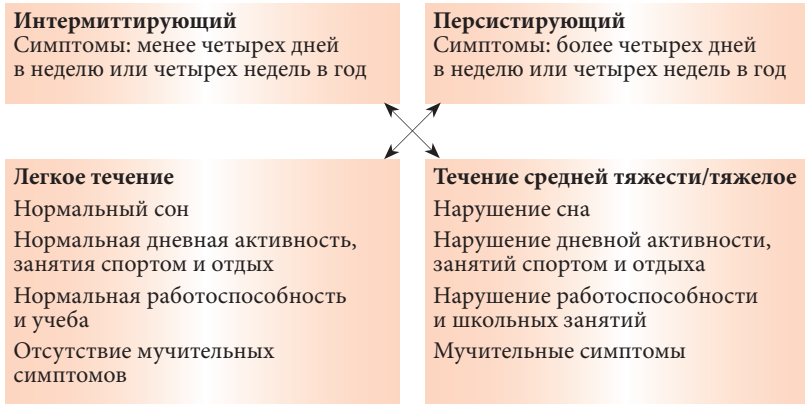 Интермиттирующий
Симптомы: менее четырех дней
в неделю или четырех недель в год
Персистирующий
Симптомы: более четырех дней
в неделю или четырех недель в год
Легкое течение
Нормальный сон
Нормальная дневная активность,
занятия спортом и отдых
Нормальная работоспособность
и учеба
Отсутствие мучительных
симптомов
Течение средней тяжести/тяжелое
Нарушение сна
Нарушение дневной активности,
занятий спортом и отдыха
Нарушение работоспособности
и школьных занятий
Мучительные симптомы